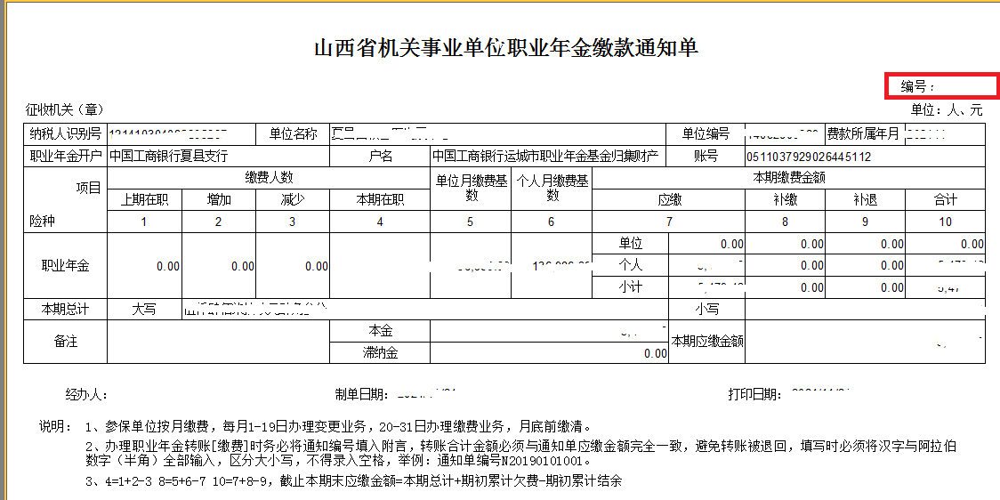 山西省机关事业单位职业年金缴款通知单
编号：
征收机关（章） 单位：人、元
纳税人识别号 单位名称 单位编号 费款所属年月
职业年金开户 中国工商银行夏县支行 户名 中国工商银行运城市职业年金基金归集财产 账号 0511037929026445112
项目 缴费人数 单位月缴费基数 个人月缴费基数 本期缴费金额
上期在职 增加 减少 本期在职 应缴 补缴 补退 合计
险种 1 2 3 4 5 6 7 8 9 10
职业年金 0.00 0.00 0.00 单位 0.00 0.00 0.00 0.00
个人 0.00 0.00
小计 0.00 0.00
本期总计 大写 小写
备注 本金 本期应缴金额
滞纳金 0.00
经办人： 制单日期： 打印日期：
说明： 1、参保单位按月缴费，每月1-19日办理变更业务，20-31日办理缴费业务，月底前缴清。
2、办理职业年金转账[缴费]时务必将通知编号填入附言，转账合计金额必须与通知单应缴金额完全一致，避免转账被退回，填写时必须将汉字与阿拉伯
数字（半角）全部输入，区分大小写，不得录入空格，举例：通知单编号N20190101001。
3、4=1+2-3 8=5+6-7 10=7+8-9，截止本期末应缴金额=本期总计+期初累计欠费-期初累计结余